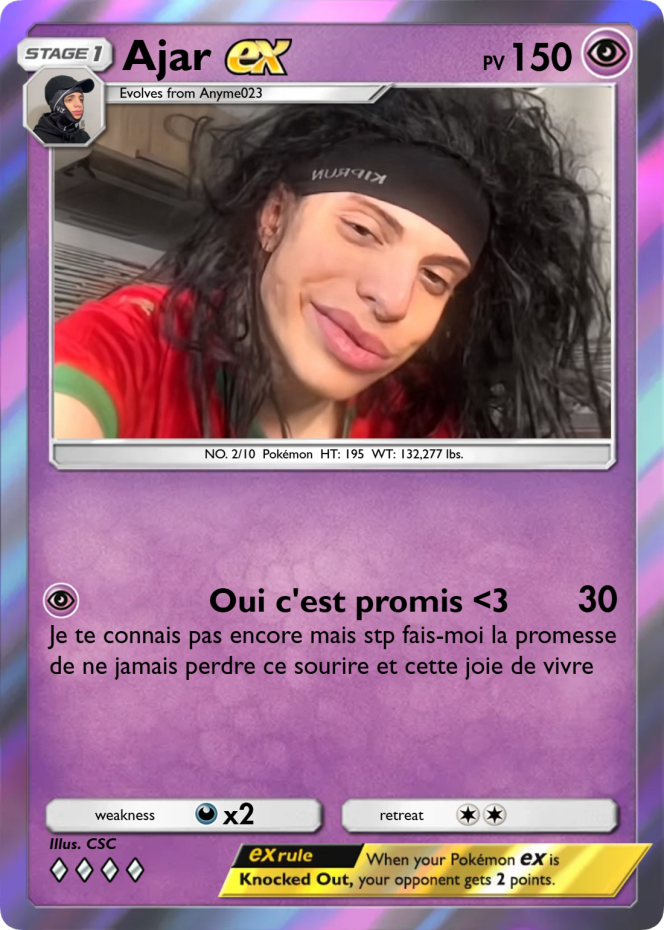 STAGE 1
Ajar ex
PV 150
Evolves from Anyme023
KIPRUN
NO. 2/10 Pokémon HT: 195 WT: 132,277 lbs.
Oui c'est promis <3 30
Je te connais pas encore mais stp fais-moi la promesse
de ne jamais perdre ce sourire et cette joie de vivre
weakness x2
retreat
Illus. CSC
ex rule
When your Pokémon ex is
Knocked Out, your opponent gets 2 points.